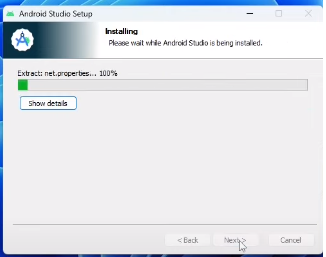 Android Studio Setup
Installing
Please wait while Android Studio is being installed.
Extract: net.properties... 100%
Show details
< Back
Next >
Cancel